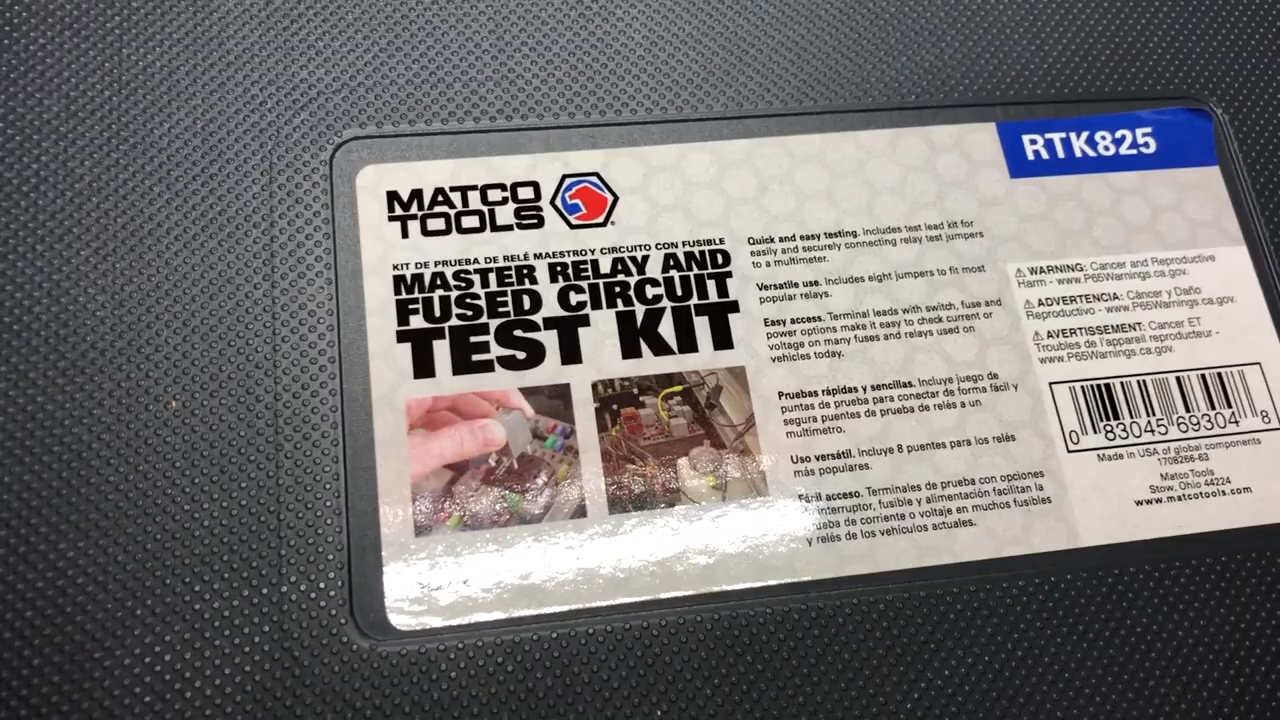 MATCO
TOOLS
KIT DE PRUEBA DE RELÉ MAESTRO Y CIRCUITO CON FUSIBLE
MASTER RELAY AND
FUSED CIRCUIT
TEST KIT
Quick and easy testing. Includes test lead kit for
easily and securely connecting relay test jumpers
to a multimeter.
Versatile use. Includes eight jumpers to fit most
popular relays.
Easy access. Terminal leads with switch, fuse and
power options make it easy to check current or
voltage on many fuses and relays used on
vehicles today.
Pruebas rápidas y sencillas. Incluye juego de
puntas de prueba para conectar de forma fácil y
segura puentes de prueba de relés a un
multímetro.
Uso versátil. Incluye 8 puentes para los relés
más populares.
Fácil acceso. Terminales de prueba con opciones
interruptor, fusible y alimentación facilitan la
prueba de corriente o voltaje en muchos fusibles
y relés de los vehículos actuales.
RTK825
⚠ WARNING: Cancer and Reproductive
Harm - www.P65Warnings.ca.gov.
⚠ ADVERTENCIA: Cáncer y Daño
Reproductivo - www.P65Warnings.ca.gov.
⚠ AVERTISSEMENT: Cancer ET
Troubles de l'appareil reproducteur -
www.P65Warnings.ca.gov.
0 83045 69304 8
Made in USA of global components
1708266-63
Matco Tools
Stow, Ohio 44224
www.matcotools.com